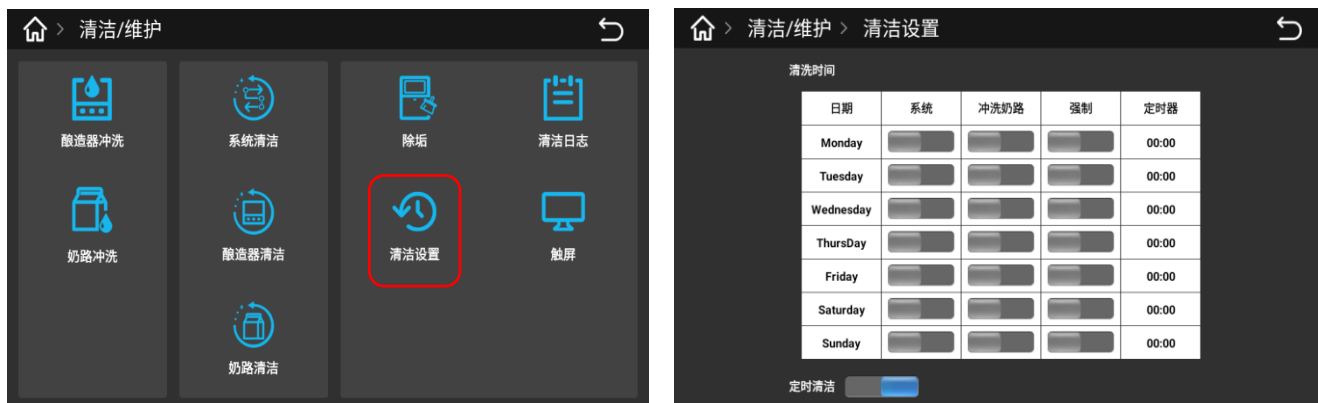 清洁/维护
酿造器冲洗
系统清洁
除垢
清洁日志
奶路冲洗
酿造器清洁
清洁设置
触屏
奶路清洁
清洁/维护 > 清洁设置
清洗时间
日期 系统 冲洗奶路 强制 定时器
Monday 00:00
Tuesday 00:00
Wednesday 00:00
ThursDay 00:00
Friday 00:00
Saturday 00:00
Sunday 00:00
定时清洁